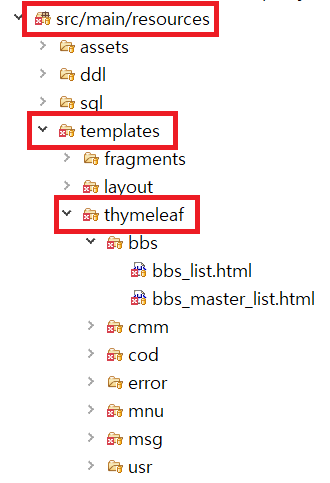 src/main/resources
assets
ddl
sql
templates
fragments
layout
thymeleaf
bbs
bbs_list.html
bbs_master_list.html
cmm
cod
error
mnu
msg
usr